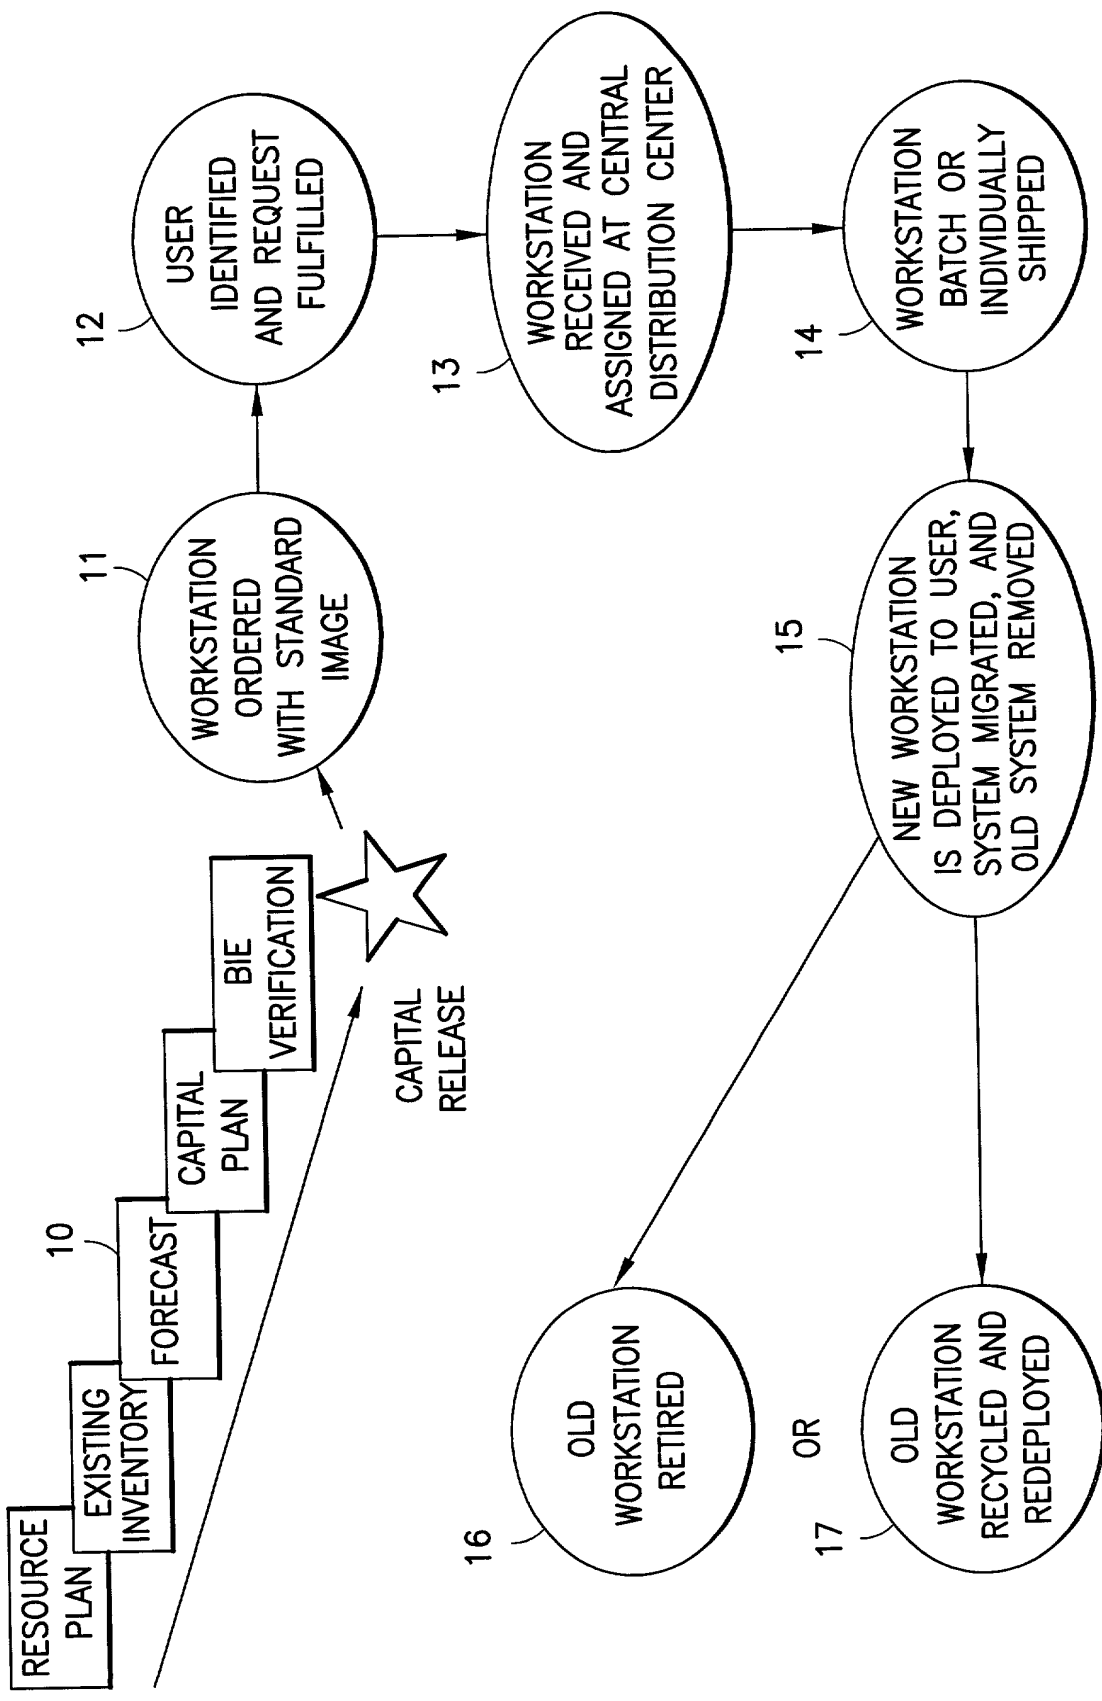 RESOURCE
PLAN
EXISTING
INVENTORY
10
FORECAST
CAPITAL
PLAN
BIE
VERIFICATION
CAPITAL
RELEASE
11
WORKSTATION
ORDERED
WITH STANDARD
IMAGE
12
USER
IDENTIFIED
AND REQUEST
FULFILLED
13
WORKSTATION
RECEIVED AND
ASSIGNED AT CENTRAL
DISTRIBUTION CENTER
14
WORKSTATION
BATCH OR
INDIVIDUALLY
SHIPPED
15
NEW WORKSTATION
IS DEPLOYED TO USER,
SYSTEM MIGRATED, AND
OLD SYSTEM REMOVED
16
OLD
WORKSTATION
RETIRED
OR
17
OLD
WORKSTATION
RECYCLED AND
REDEPLOYED